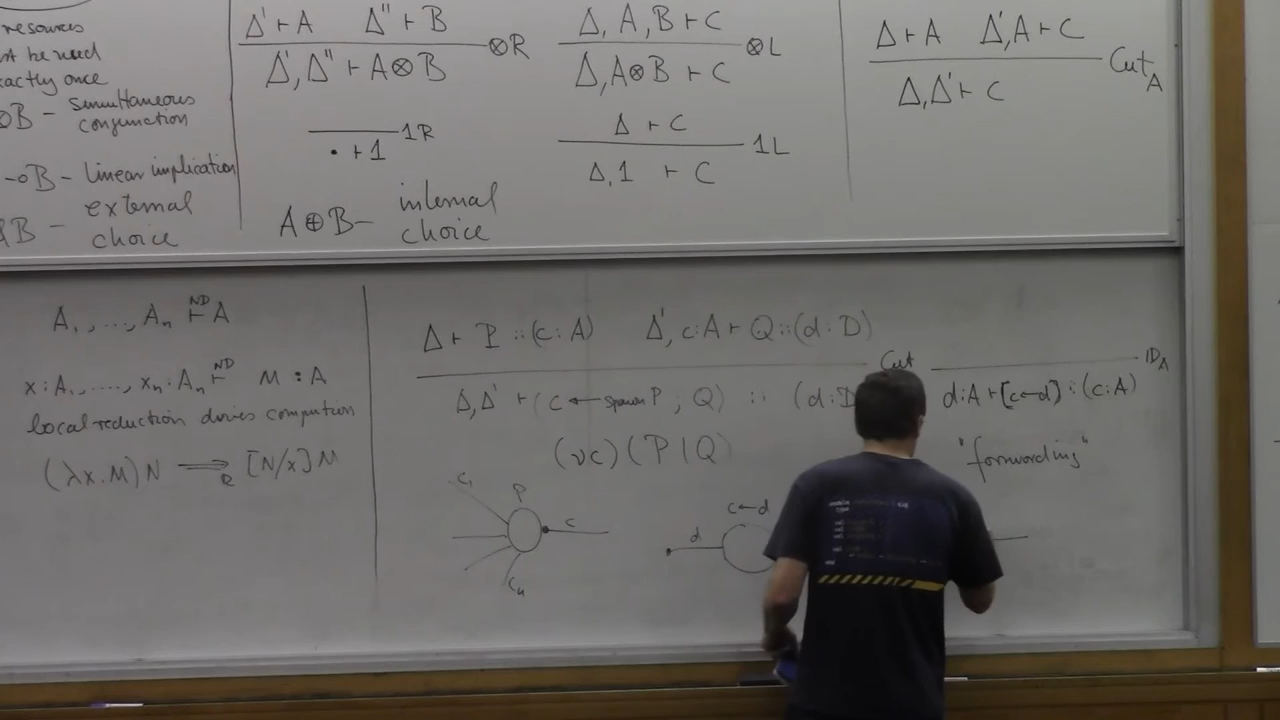 resources
be used
exactly once
⊗B – simultaneous
conjunction
⊸B – linear implication
&B – external
choice
Δ' ⊢ A    Δ'' ⊢ B
Δ', Δ'' ⊢ A⊗B    ⊗R
Δ, A, B ⊢ C
Δ, A⊗B ⊢ C    ⊗L
· ⊢ 1    1R
Δ ⊢ C
Δ, 1 ⊢ C    1L
A ⊕ B – internal
choice
Δ ⊢ A    Δ', A ⊢ C
Δ, Δ' ⊢ C    Cut_A
A₁, ..., Aₙ ⊢ᴺᴰ A
x: A₁, ...., xₙ: Aₙ ⊢ᴺᴰ M : A
local reduction drives computation
(λx.M)N ⟹_R [N/x]M
Δ ⊢ P :: (c: A)    Δ', c: A ⊢ Q :: (d: D)
Cut
Δ, Δ' ⊢ (c ← spawn P ; Q) :: (d: D
(νc) (P | Q)
ID_A
d: A ⊢ [c←d] :: (c: A)
"forwarding"
c₁
P
c
cₙ
c←d
d